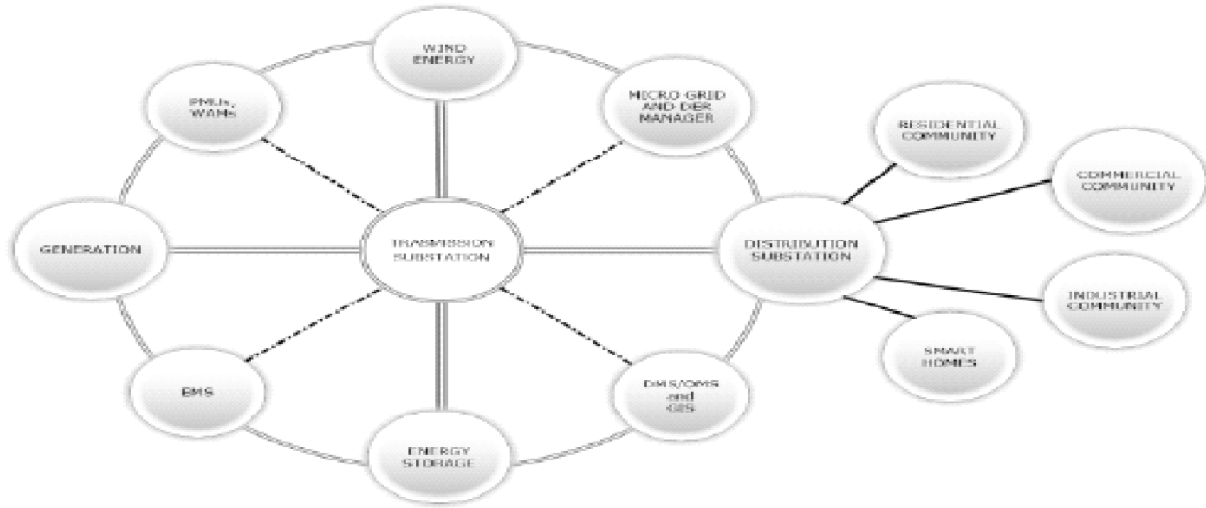 WIND
ENERGY
PMUs,
WAMs
MICRO GRID
AND DER
MANAGER
RESIDENTIAL
COMMUNITY
COMMERCIAL
COMMUNITY
GENERATION
TRASMISSION
SUBSTATION
DISTRIBUTION
SUBSTATION
INDUSTRIAL
COMMUNITY
SMART
HOMES
EMS
DMS/OMS
and
GIS
ENERGY
STORAGE